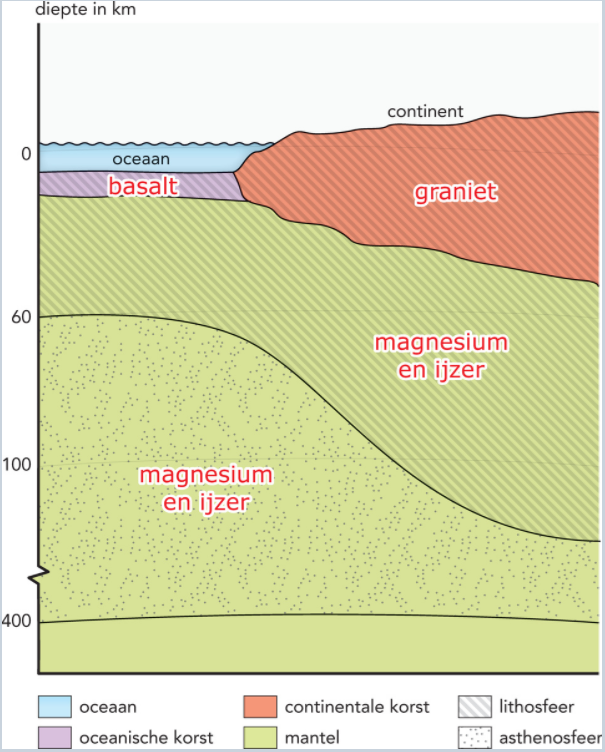 diepte in km
continent
0
oceaan
basalt
graniet
60
magnesium
en ijzer
100
magnesium
en ijzer
400
oceaan
continentale korst
lithosfeer
oceanische korst
mantel
asthenosfeer